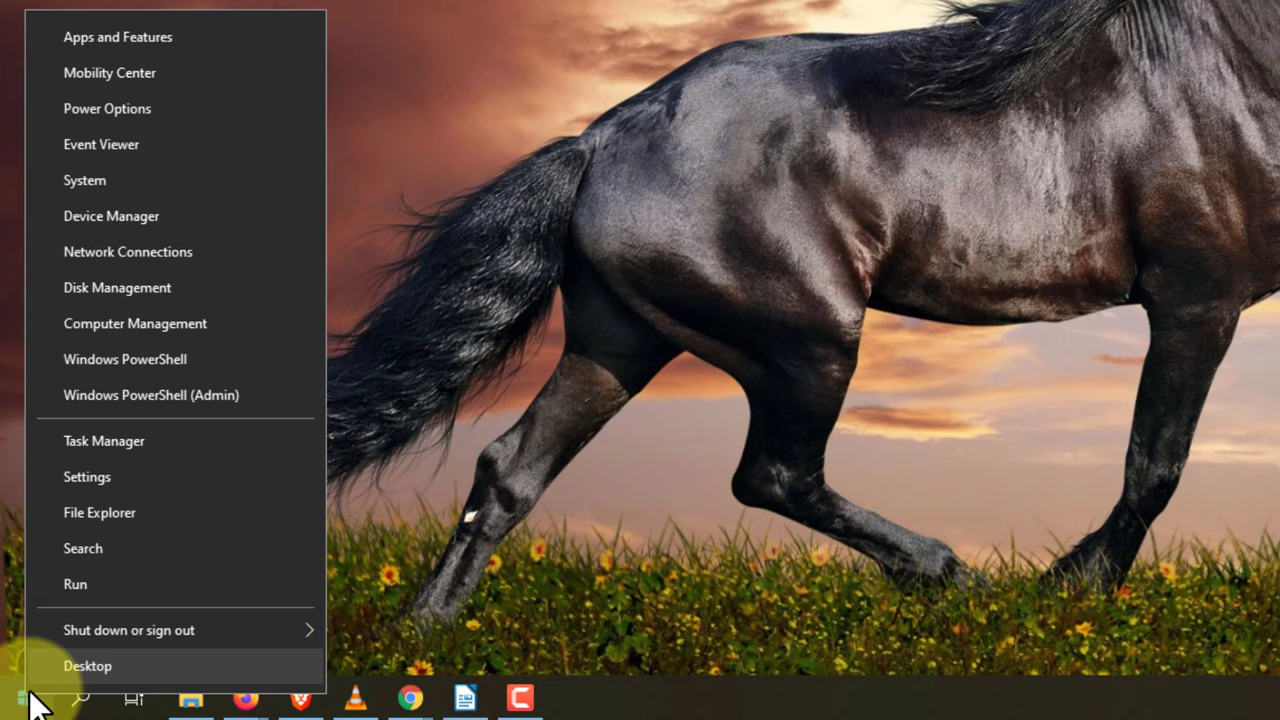 Apps and Features
Mobility Center
Power Options
Event Viewer
System
Device Manager
Network Connections
Disk Management
Computer Management
Windows PowerShell
Windows PowerShell (Admin)
Task Manager
Settings
File Explorer
Search
Run
Shut down or sign out
Desktop